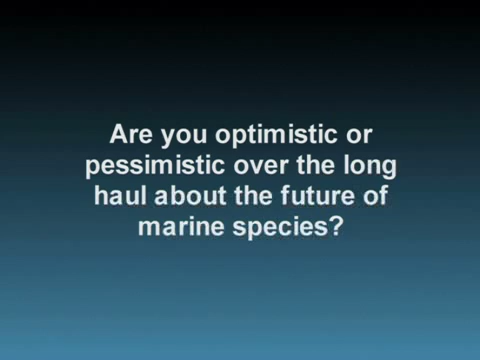 Are you optimistic or
pessimistic over the long
haul about the future of
marine species?